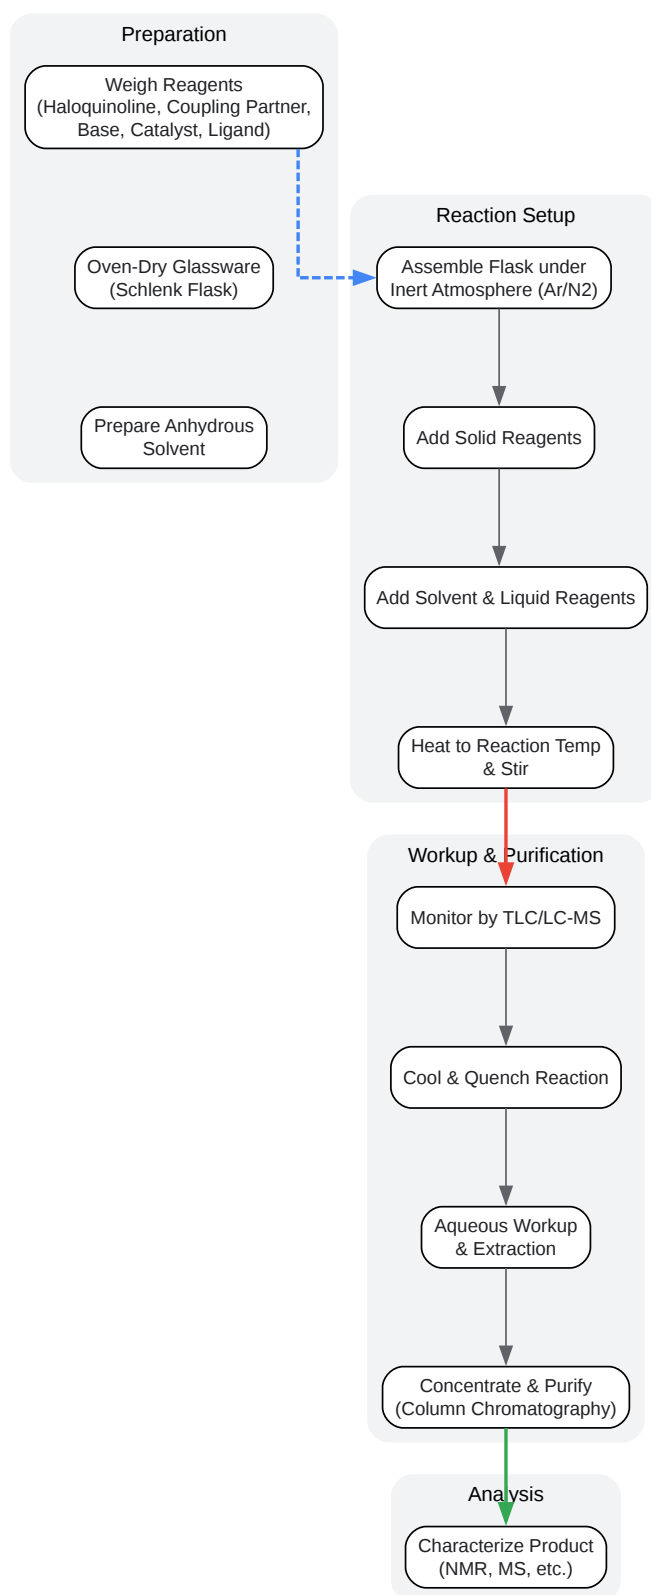 Preparation
Weigh Reagents
(Haloquinoline, Coupling Partner,
Base, Catalyst, Ligand)
Oven-Dry Glassware
(Schlenk Flask)
Prepare Anhydrous
Solvent
Reaction Setup
Assemble Flask under
Inert Atmosphere (Ar/N2)
Add Solid Reagents
Add Solvent & Liquid Reagents
Heat to Reaction Temp
& Stir
Workup & Purification
Monitor by TLC/LC-MS
Cool & Quench Reaction
Aqueous Workup
& Extraction
Concentrate & Purify
(Column Chromatography)
Analysis
Characterize Product
(NMR, MS, etc.)